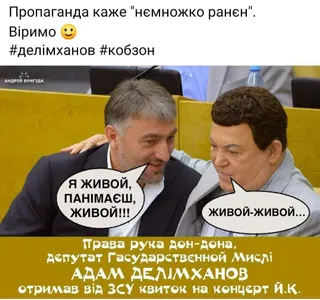 Пропаганда каже "нємножко ранєн".
Віримо 🙂
#делімханов #кобзон
АНДРІЙ БРИГАДА
Я ЖИВОЙ,
ПАНІМАЄШ,
ЖИВОЙ!!!
ЖИВОЙ-ЖИВОЙ...
Права рука дон-дона,
депутат Гасударствєнной Мислі
АДАМ ДЕЛІМХАНОВ
отримав від ЗСУ квиток на концерт Й.К.